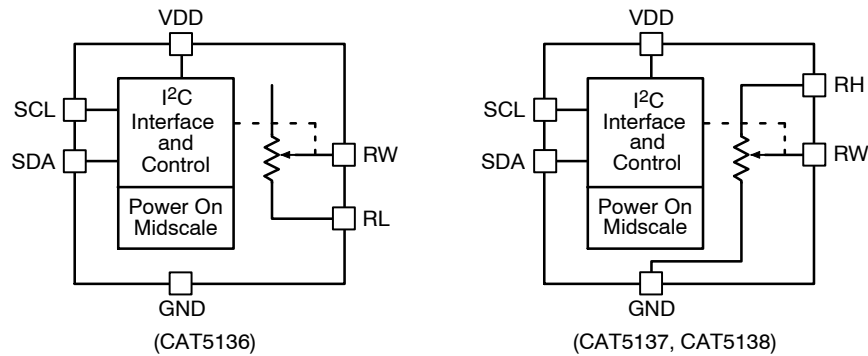 VDD
SCL
SDA
I²C
Interface
and
Control
Power On
Midscale
RW
RL
GND
(CAT5136)
VDD
SCL
SDA
I²C
Interface
and
Control
Power On
Midscale
RH
RW
GND
(CAT5137, CAT5138)